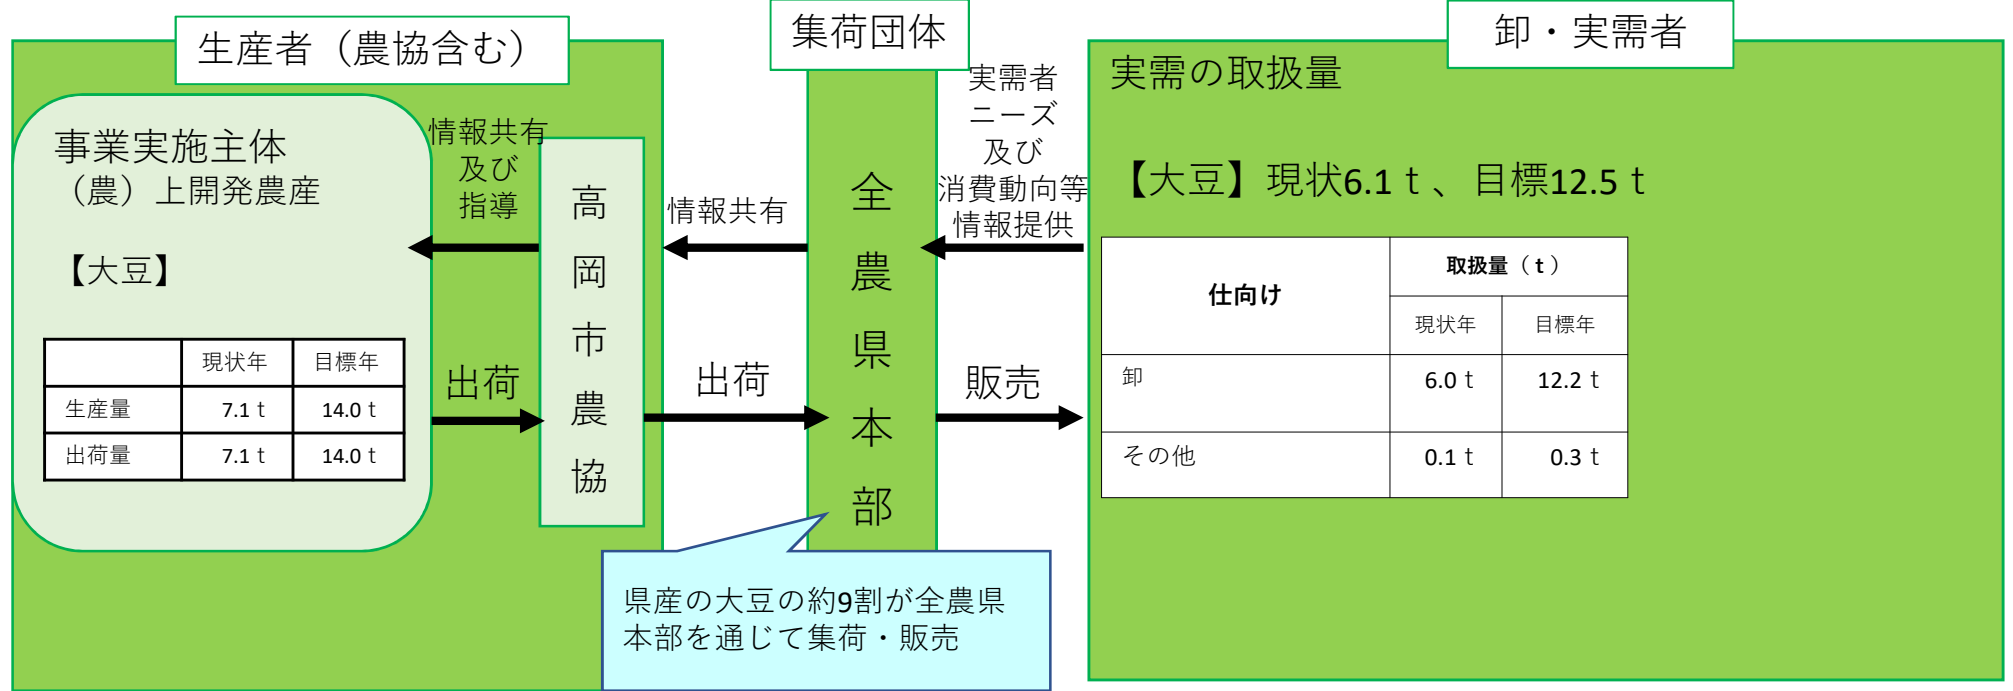 生産者（農協含む）
集荷団体
卸・実需者
事業実施主体
（農）上開発農産
【大豆】
現状年 目標年
生産量 7.1ｔ 14.0ｔ
出荷量 7.1ｔ 14.0ｔ
情報共有
及び
指導
出荷
高岡市農協
情報共有
出荷
全農県本部
実需者
ニーズ
及び
消費動向等
情報提供
販売
県産の大豆の約9割が全農県
本部を通じて集荷・販売
実需の取扱量
【大豆】現状6.1ｔ、目標12.5ｔ
仕向け 取扱量（ｔ）
現状年 目標年
卸 6.0ｔ 12.2ｔ
その他 0.1ｔ 0.3ｔ